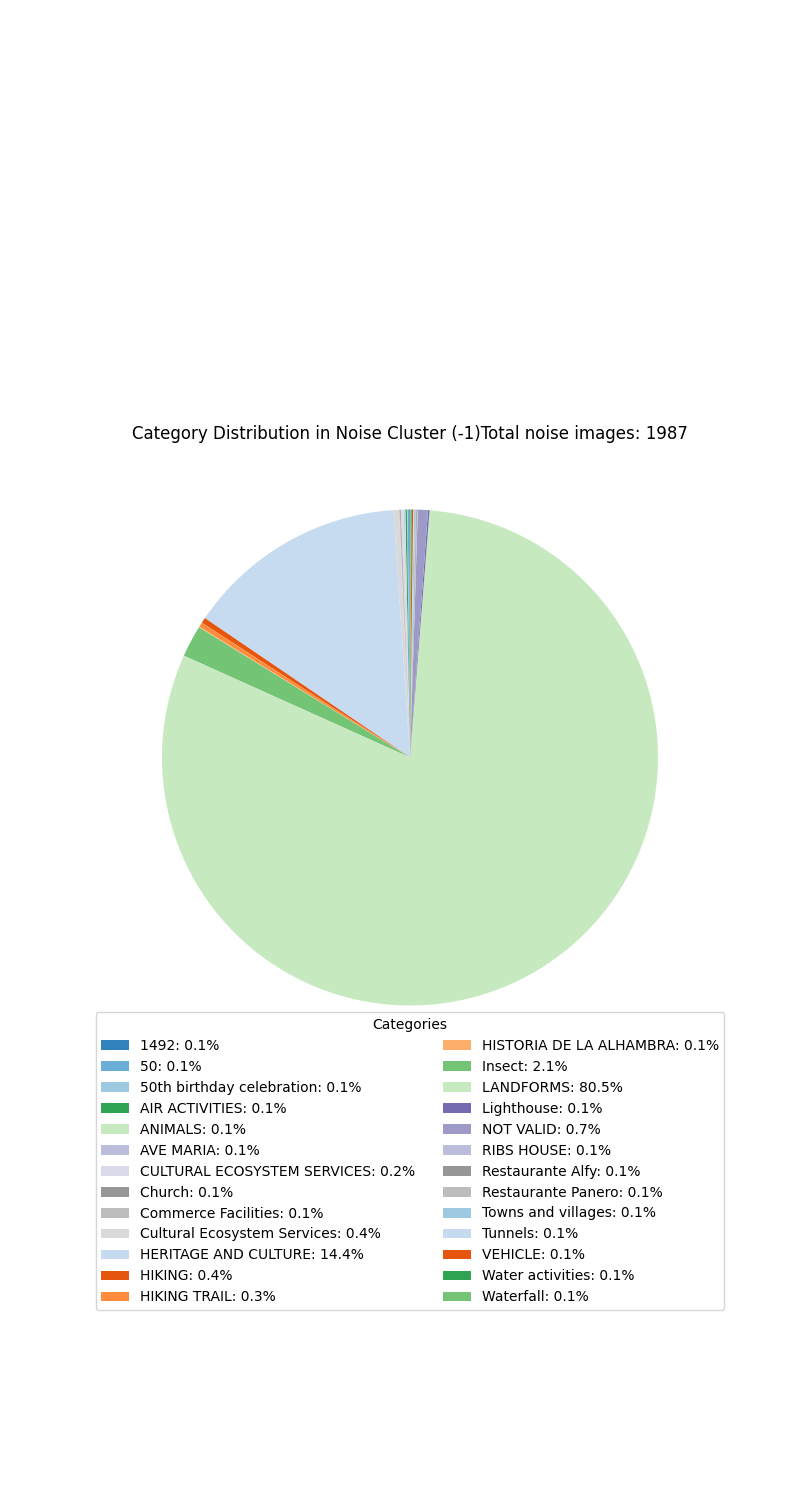 Category Distribution in Noise Cluster (-1)Total noise images: 1987
Categories
1492: 0.1%
50: 0.1%
50th birthday celebration: 0.1%
AIR ACTIVITIES: 0.1%
ANIMALS: 0.1%
AVE MARIA: 0.1%
CULTURAL ECOSYSTEM SERVICES: 0.2%
Church: 0.1%
Commerce Facilities: 0.1%
Cultural Ecosystem Services: 0.4%
HERITAGE AND CULTURE: 14.4%
HIKING: 0.4%
HIKING TRAIL: 0.3%
HISTORIA DE LA ALHAMBRA: 0.1%
Insect: 2.1%
LANDFORMS: 80.5%
Lighthouse: 0.1%
NOT VALID: 0.7%
RIBS HOUSE: 0.1%
Restaurante Alfy: 0.1%
Restaurante Panero: 0.1%
Towns and villages: 0.1%
Tunnels: 0.1%
VEHICLE: 0.1%
Water activities: 0.1%
Waterfall: 0.1%